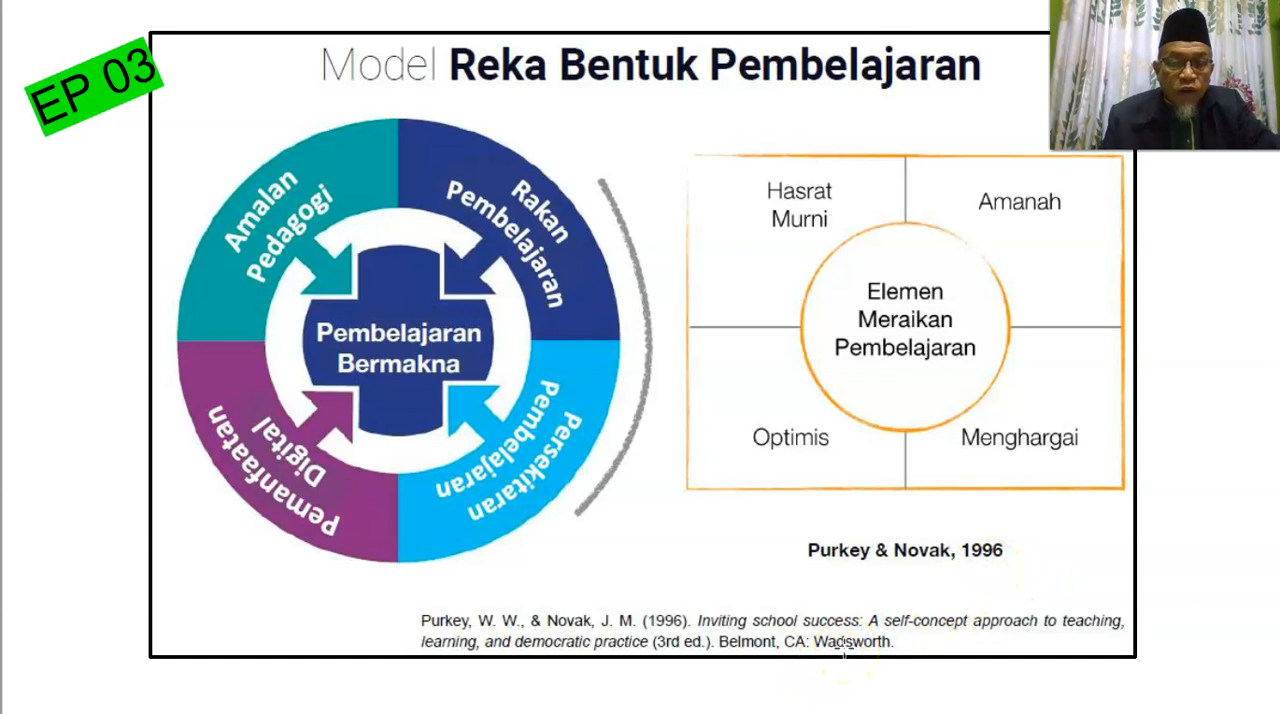 EP 03
Model Reka Bentuk Pembelajaran
Amalan
Pedagogi
Rakan
Pembelajaran
Pembelajaran
Bermakna
Pemanfaatan
Digital
Persekitaran
Pembelajaran
Hasrat
Murni
Amanah
Elemen
Meraikan
Pembelajaran
Optimis
Menghargai
Purkey & Novak, 1996
Purkey, W. W., & Novak, J. M. (1996). Inviting school success: A self-concept approach to teaching,
learning, and democratic practice (3rd ed.). Belmont, CA: Wadsworth.